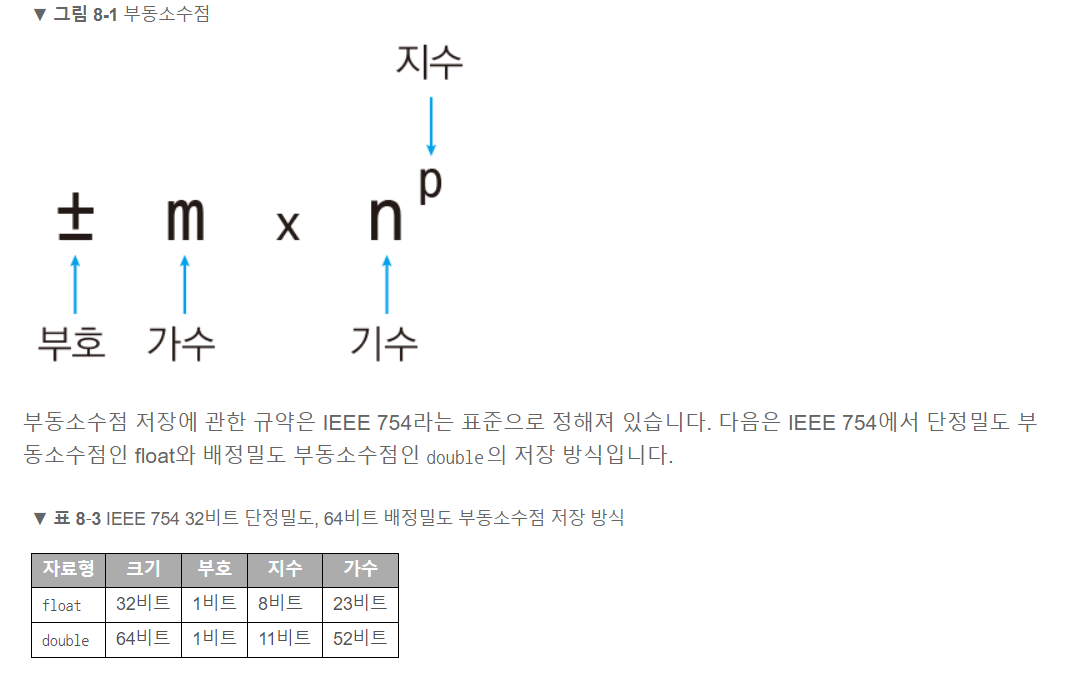 ▼ 그림 8-1 부동소수점
지수
± m x n p
부호 가수 기수
부동소수점 저장에 관한 규약은 IEEE 754라는 표준으로 정해져 있습니다. 다음은 IEEE 754에서 단정밀도 부
동소수점인 float와 배정밀도 부동소수점인 double의 저장 방식입니다.
▼ 표 8-3 IEEE 754 32비트 단정밀도, 64비트 배정밀도 부동소수점 저장 방식
자료형 크기 부호 지수 가수
float 32비트 1비트 8비트 23비트
double 64비트 1비트 11비트 52비트